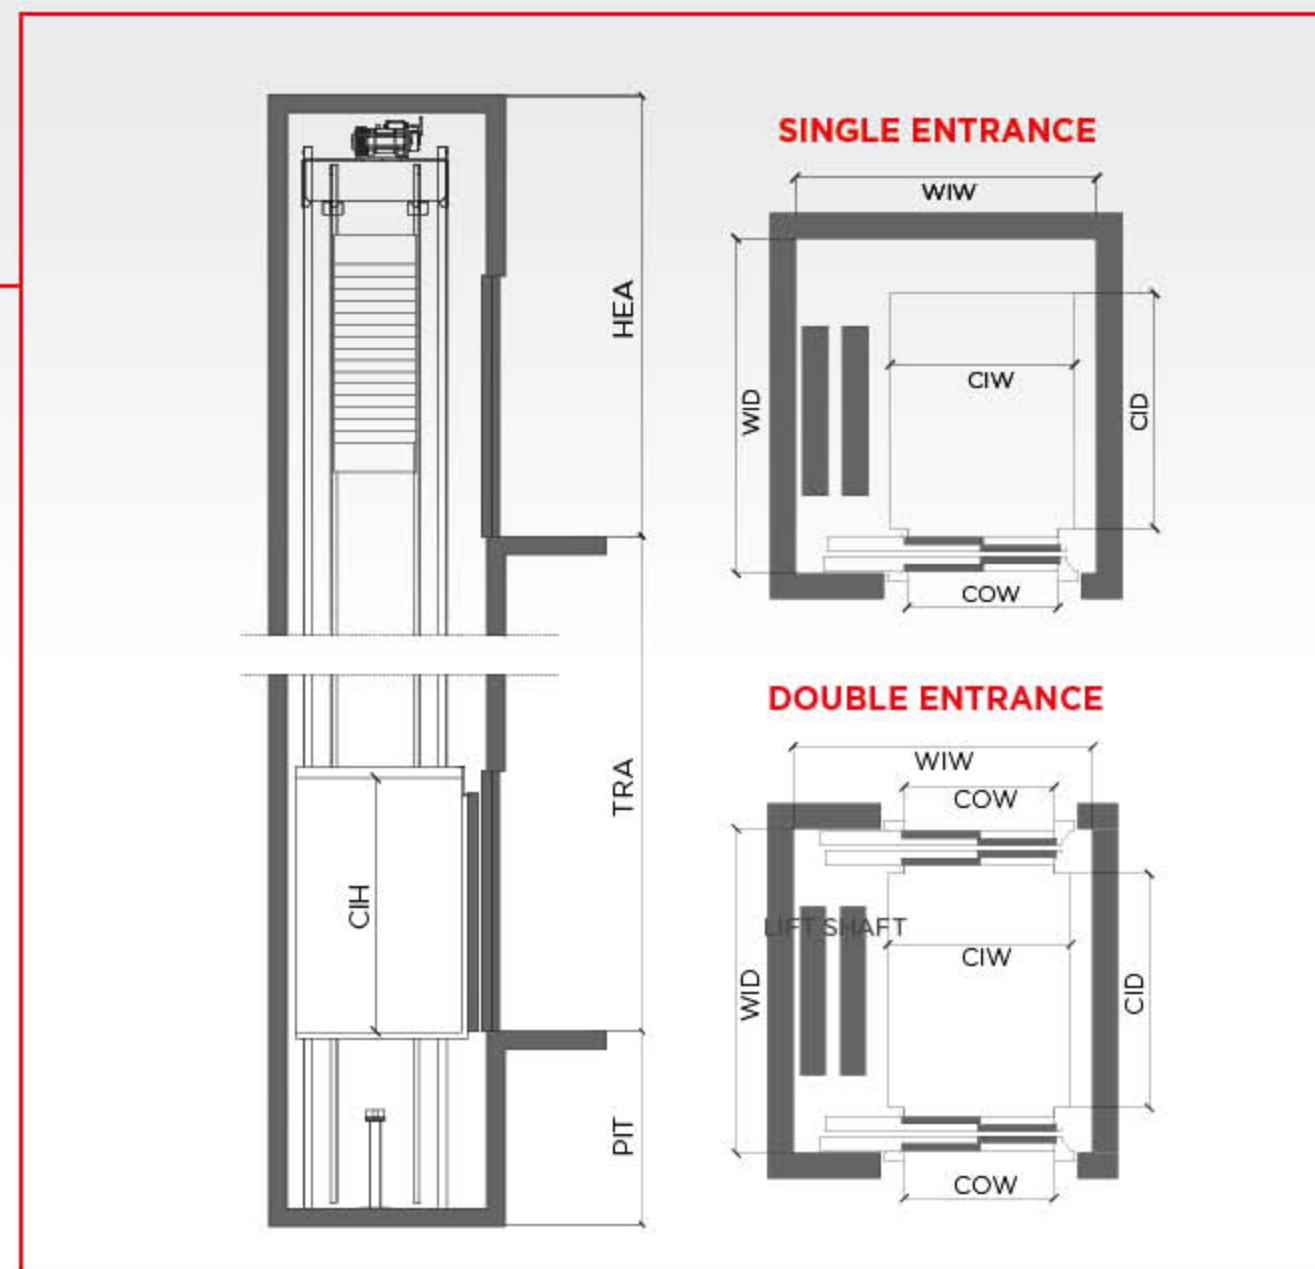 HEA
TRA
CIH
PIT
SINGLE ENTRANCE
WIW
WID
CIW
CID
COW
DOUBLE ENTRANCE
WIW
COW
LIFT SHAFT
CIW
WID
CID
COW